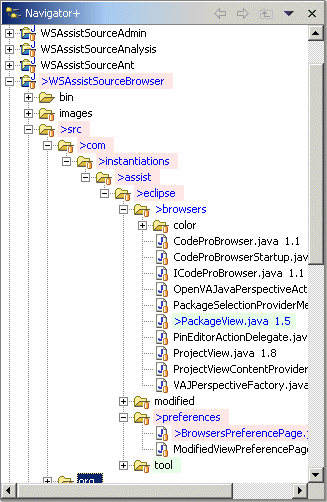 Navigator+
WSAssistSourceAdmin
WSAssistSourceAnalysis
WSAssistSourceAnt
>WSAssistSourceBrowser
bin
images
>src
>com
>instantiations
>assist
>eclipse
>browsers
color
CodeProBrowser.java 1.1
CodeProBrowserStartup.jav
ICodeProBrowser.java 1.1
OpenVAJavaPerspectiveAct
PackageSelectionProviderMe
>PackageView.java 1.5
PinEditorActionDelegate.jav
ProjectView.java 1.8
ProjectViewContentProvider
VAJPerspectiveFactory.java
modified
>preferences
>BrowsersPreferencePage.j
ModifiedViewPreferencePag
tool
org